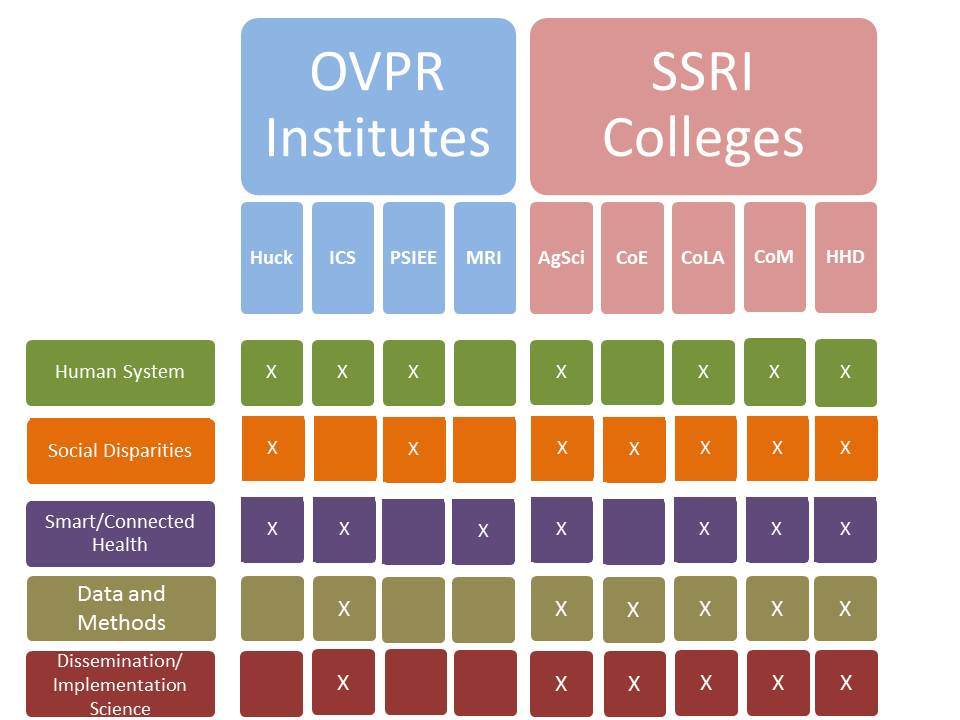 OVPR
Institutes
SSRI
Colleges
Huck ICS PSIEE MRI AgSci CoE CoLA CoM HHD
Human System X X X X X X X
Social Disparities X X X X X X X
Smart/Connected
Health X X X X X X X
Data and
Methods X X X X X X
Dissemination/
Implementation
Science X X X X X X